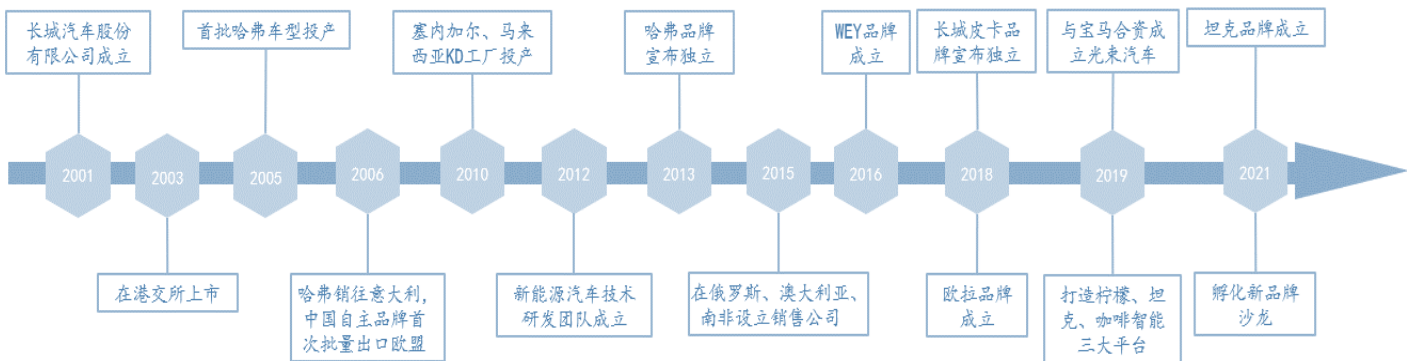 长城汽车股份
有限公司成立
首批哈弗车型投产
塞内加尔、马来
西亚KD工厂投产
哈弗品牌
宣布独立
WEY品牌
成立
长城皮卡品
牌宣布独立
与宝马合资成
立光束汽车
坦克品牌成立
2001
2003
2005
2006
2010
2012
2013
2015
2016
2018
2019
2021
在港交所上市
哈弗销往意大利,
中国自主品牌首
次批量出口欧盟
新能源汽车技术
研发团队成立
在俄罗斯、澳大利亚、
南非设立销售公司
欧拉品牌
成立
打造柠檬、坦
克、咖啡智能
三大平台
孵化新品牌
沙龙